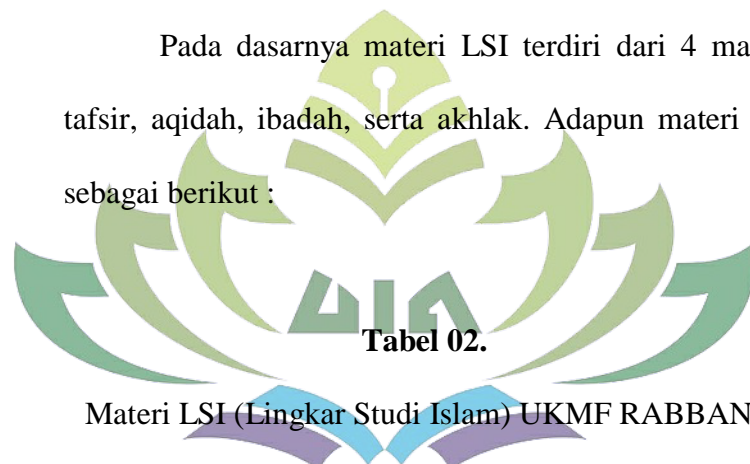 Pada dasarnya materi LSI terdiri dari 4 ma
tafsir, aqidah, ibadah, serta akhlak. Adapun materi
sebagai berikut :
UIN
Tabel 02.
Materi LSI (Lingkar Studi Islam) UKMF RABBAN